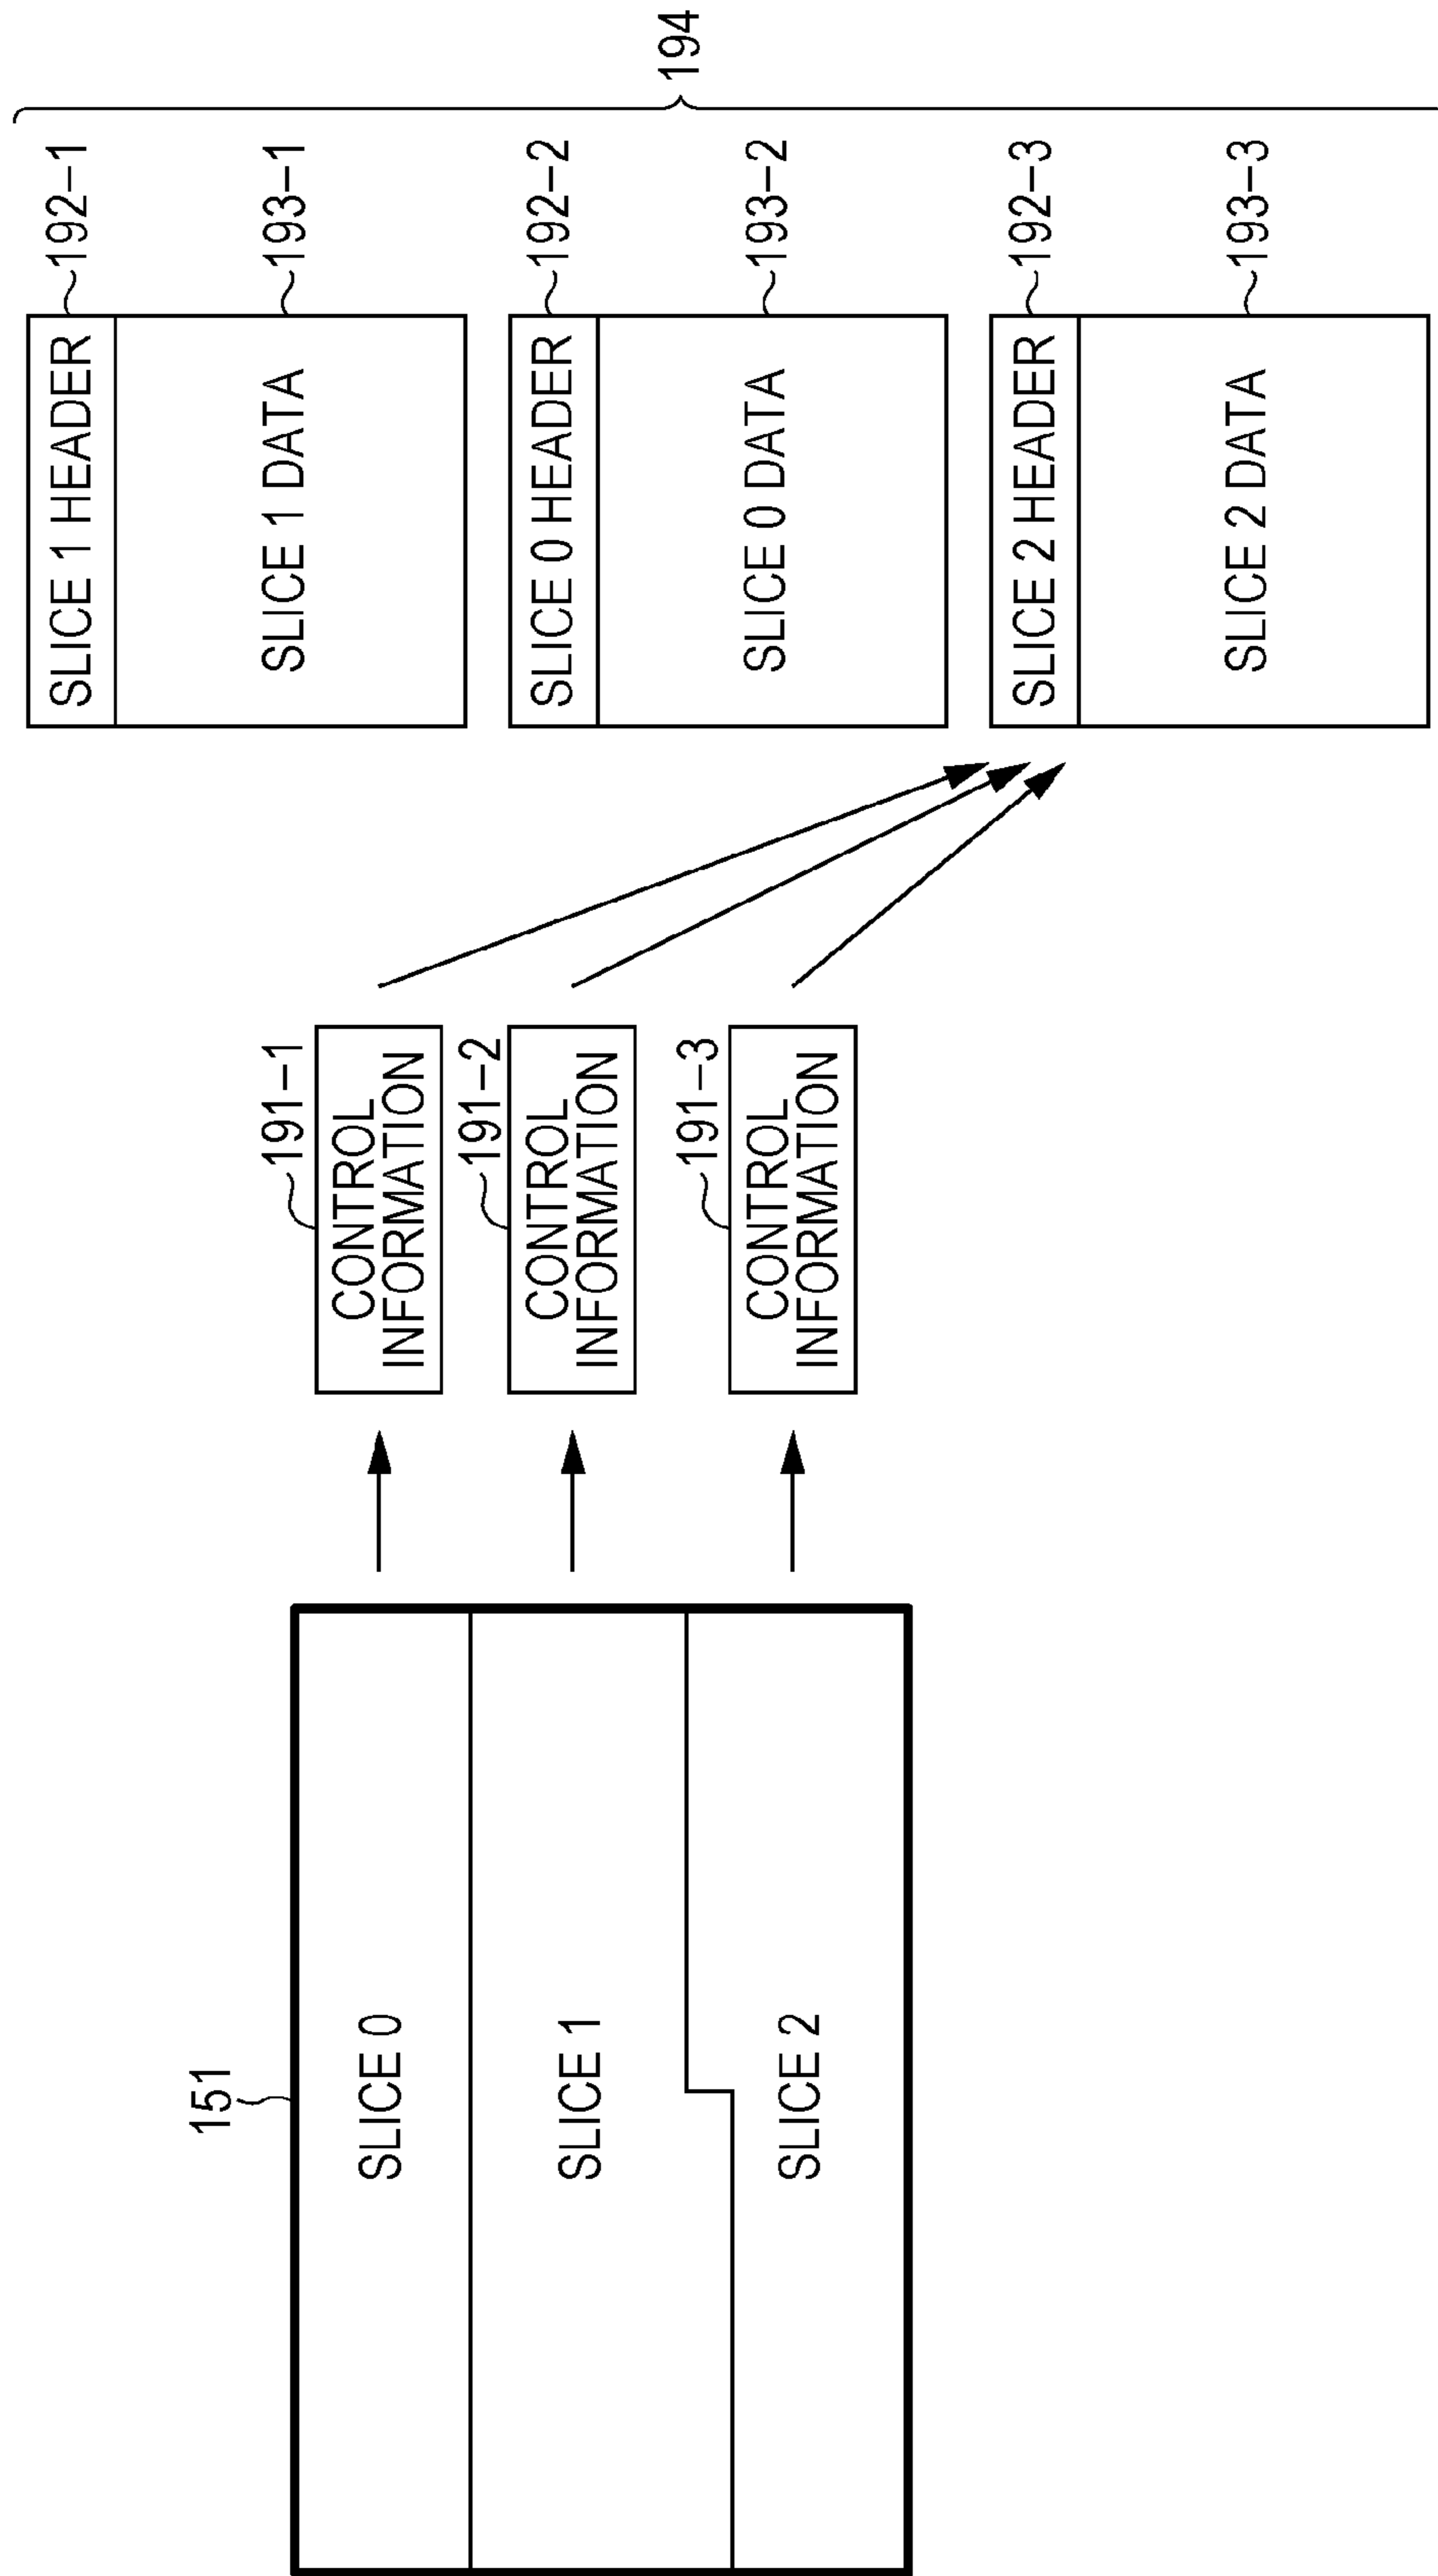 151
SLICE 0
SLICE 1
SLICE 2
191–1
CONTROL
INFORMATION
191–2
CONTROL
INFORMATION
191–3
CONTROL
INFORMATION
SLICE 1 HEADER
192–1
SLICE 1 DATA
193–1
SLICE 0 HEADER
192–2
SLICE 0 DATA
193–2
SLICE 2 HEADER
192–3
SLICE 2 DATA
193–3
194